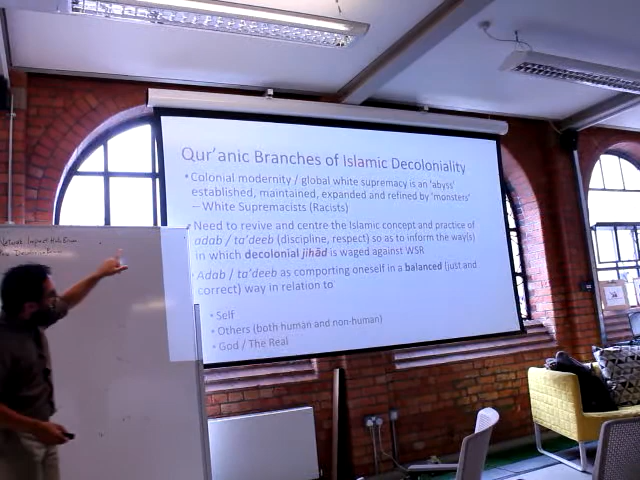 Qur'anic Branches of Islamic Decoloniality
•Colonial modernity / global white supremacy is an 'abyss'
established, maintained, expanded and refined by 'monsters'
– White Supremacists (Racists)
•Need to revive and centre the Islamic concept and practice of
adab / ta'deeb (discipline, respect) so as to inform the way(s)
in which decolonial jihād is waged against WSR
•Adab / ta'deeb as comporting oneself in a balanced (just and
correct) way in relation to
• Self
• Others (both human and non-human)
• God / The Real
Network Impact Hub